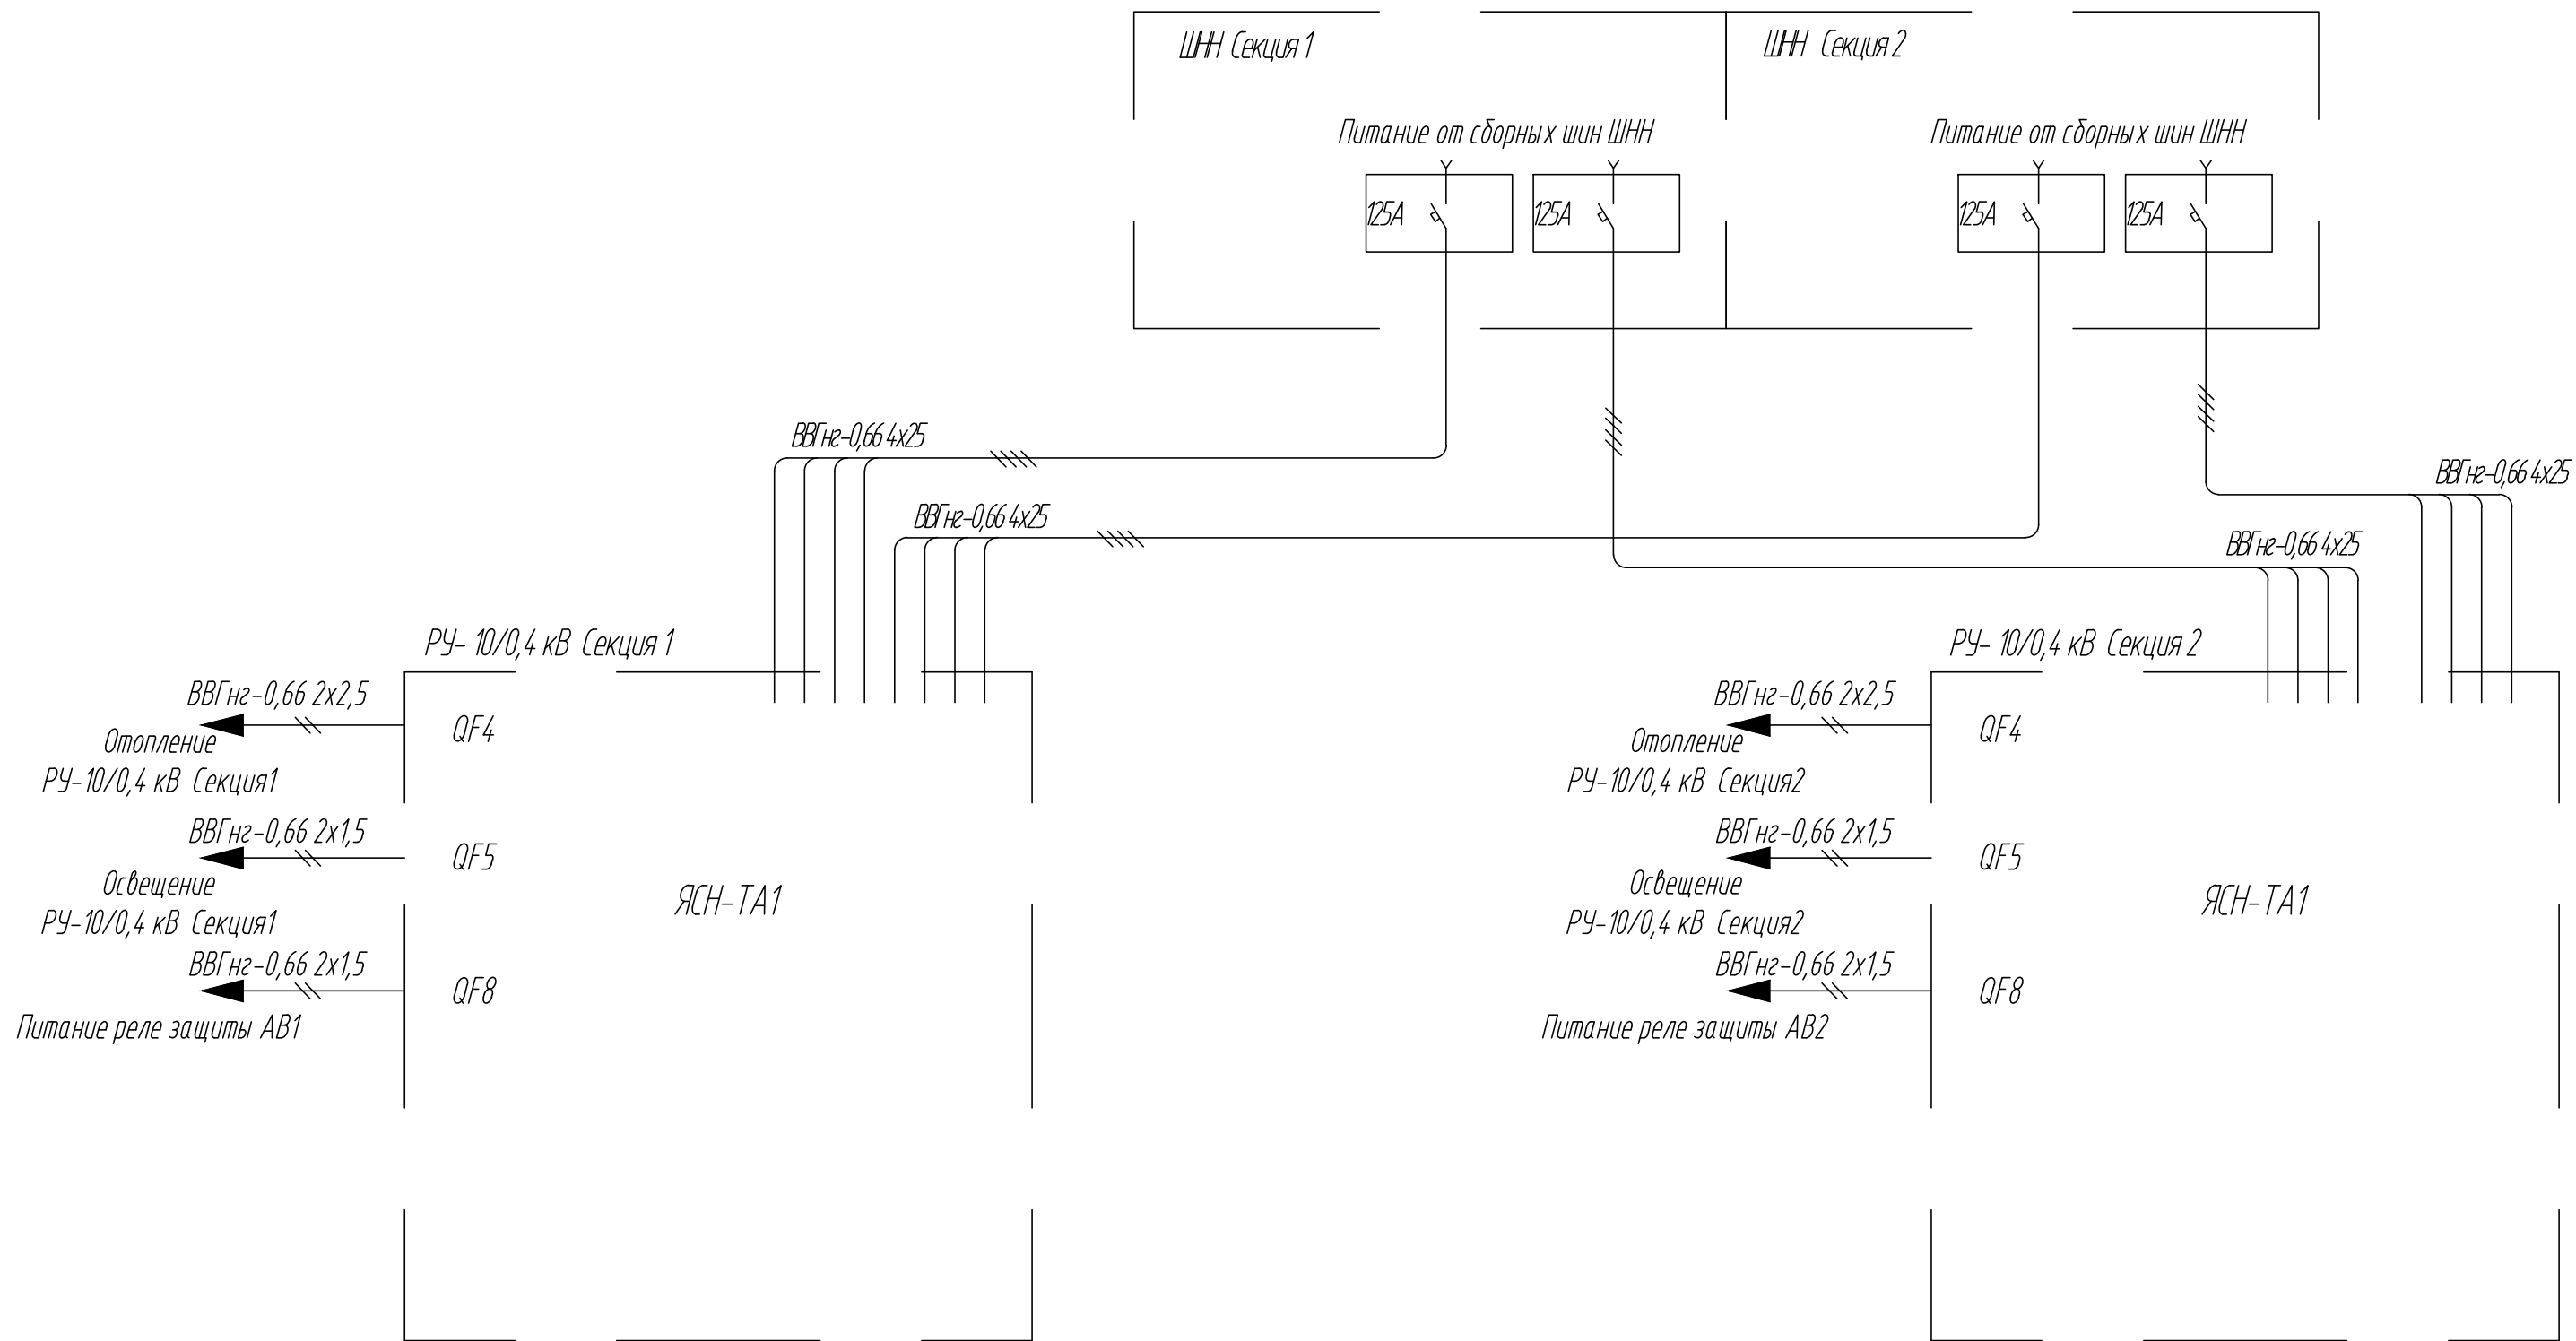 ШНН Секция 1
ШНН Секция 2
Питание от сборных шин ШНН
Питание от сборных шин ШНН
125А
125А
125А
125А
ВВГнг-0,66 4х25
ВВГнг-0,66 4х25
ВВГнг-0,66 4х25
ВВГнг-0,66 4х25
РУ- 10/0,4 кВ Секция 1
ВВГнг-0,66 2х2,5
QF4
Отопление
РУ-10/0,4 кВ Секция1
ВВГнг-0,66 2х1,5
QF5
Освещение
РУ-10/0,4 кВ Секция1
ЯСН-ТА1
ВВГнг-0,66 2х1,5
QF8
Питание реле защиты АВ1
РУ- 10/0,4 кВ Секция 2
ВВГнг-0,66 2х2,5
QF4
Отопление
РУ-10/0,4 кВ Секция2
ВВГнг-0,66 2х1,5
QF5
Освещение
РУ-10/0,4 кВ Секция2
ЯСН-ТА1
ВВГнг-0,66 2х1,5
QF8
Питание реле защиты АВ2